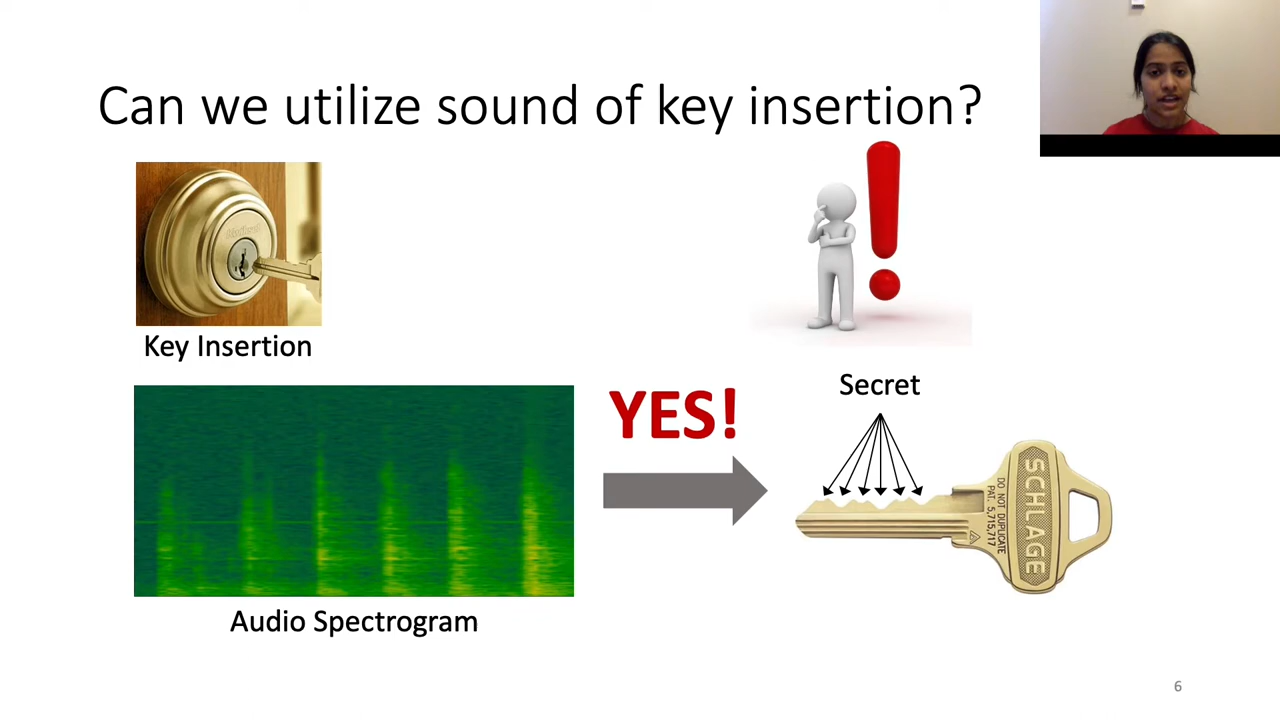 Can we utilize sound of key insertion?
Key Insertion
Secret
YES!
SCHLAGE
DO NOT DUPLICATE
PAT. 5,715,717
Audio Spectrogram
6